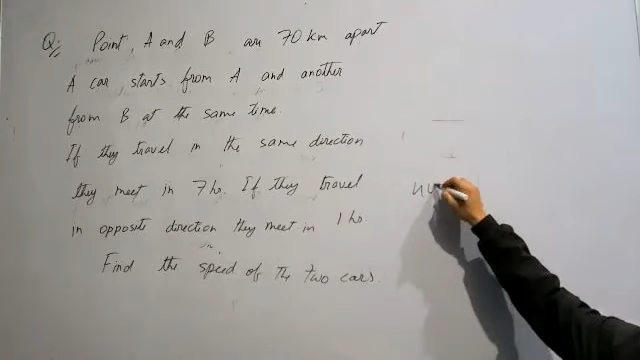 Q:- Point, A and B are 70 km apart
A car starts from A and another
from B at the same time.
If they travel in the same direction
they meet in 7 hr. If they travel
in opposite direction they meet in 1 hr.
Find the speed of the two cars.